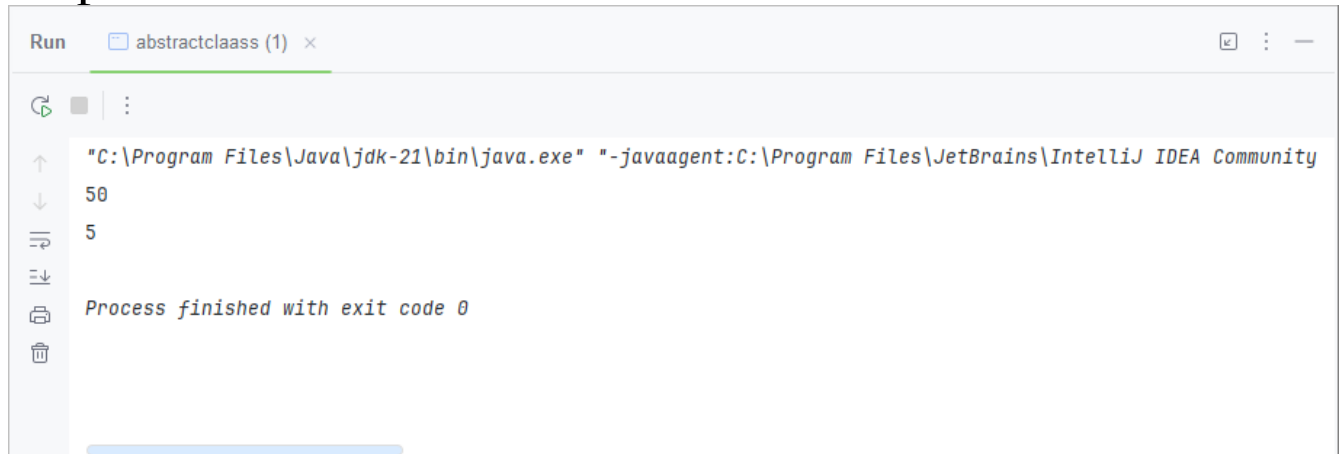 Run abstractclaass (1) ×
"C:\Program Files\Java\jdk-21\bin\java.exe" "-javaagent:C:\Program Files\JetBrains\IntelliJ IDEA Community
50
5
Process finished with exit code 0